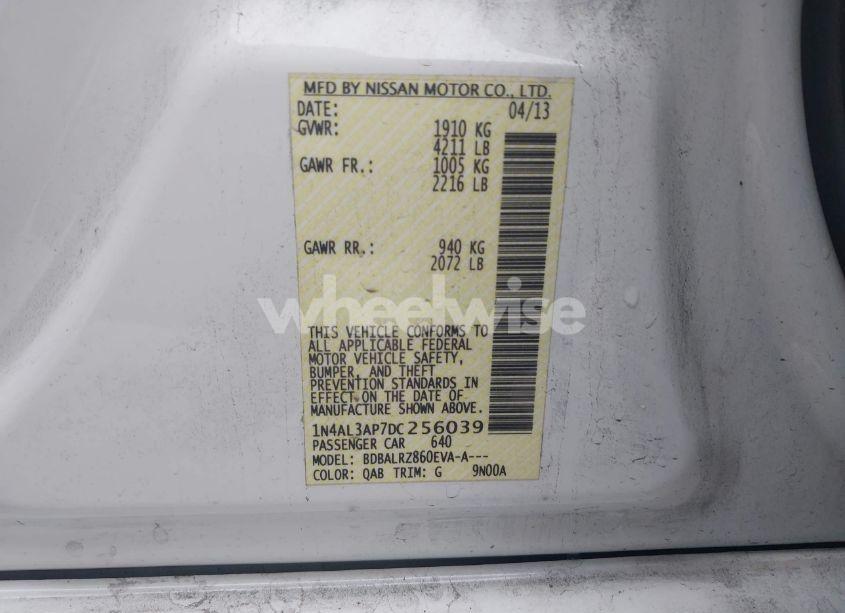 MFD BY NISSAN MOTOR CO., LTD.
DATE: 04/13
GVWR: 1910 KG
4211 LB
GAWR FR.: 1005 KG
2216 LB
GAWR RR.: 940 KG
2072 LB
wheelwise
THIS VEHICLE CONFORMS TO
ALL APPLICABLE FEDERAL
MOTOR VEHICLE SAFETY,
BUMPER, AND THEFT
PREVENTION STANDARDS IN
EFFECT ON THE DATE OF
MANUFACTURE SHOWN ABOVE.
1N4AL3AP7DC256039
PASSENGER CAR 640
MODEL: BDBALRZ860EVA-A---
COLOR: QAB TRIM: G 9N00A